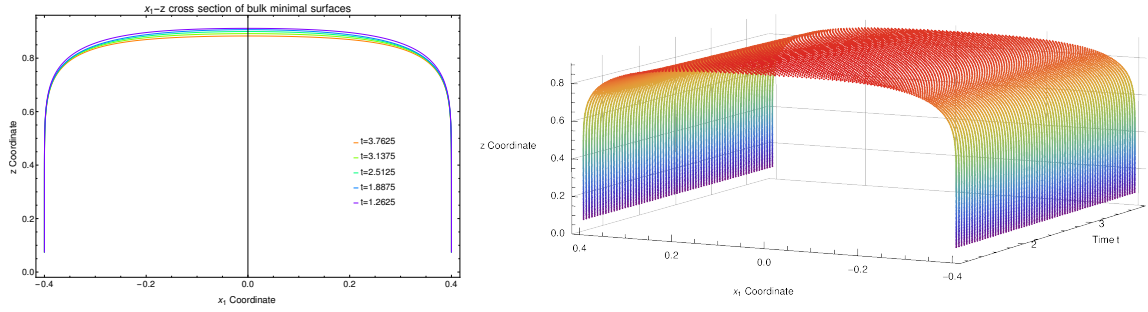 x₁-z cross section of bulk minimal surfaces
z Coordinate
0.8
0.6
0.4
0.2
0.0
t=3.7625
t=3.1375
t=2.5125
t=1.8875
t=1.2625
-0.4 -0.2 0.0 0.2 0.4
x₁ Coordinate
z Coordinate
0.8
0.6
0.4
0.2
0.0
0.4 0.2 0.0 -0.2 -0.4
x₁ Coordinate
2 3
Time t